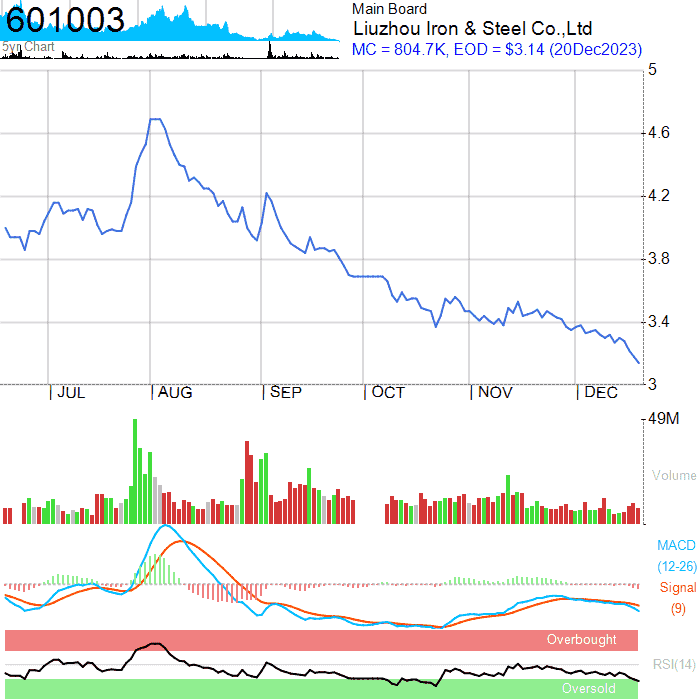 601003
5yr Chart
Main Board
Liuzhou Iron & Steel Co.,Ltd
MC = 804.7K, EOD = $3.14 (20Dec2023)
5
4.6
4.2
3.8
3.4
3
JUL AUG SEP OCT NOV DEC
49M
Volume
MACD
(12-26)
Signal
(9)
Overbought
RSI(14)
Oversold